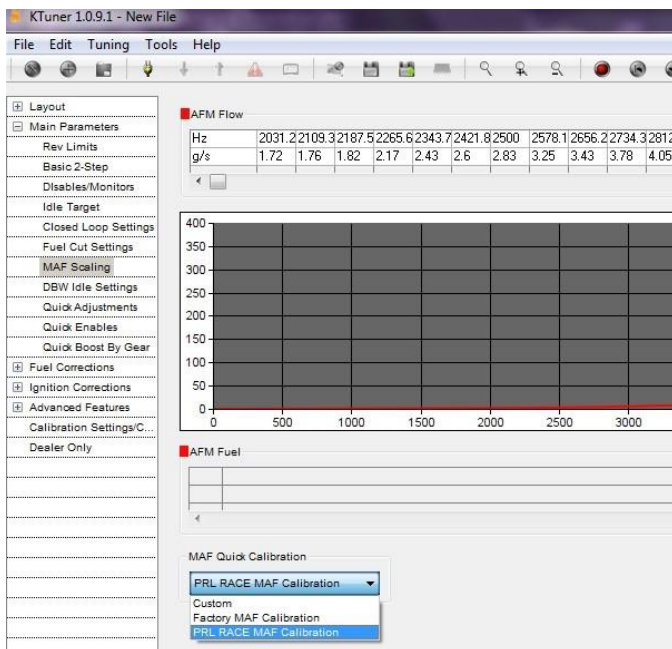 KTuner 1.0.9.1 - New File
File Edit Tuning Tools Help
Layout
Main Parameters
Rev Limits
Basic 2-Step
DIsables/Monitors
Idle Target
Closed Loop Settings
Fuel Cut Settings
MAF Scaling
DBW Idle Settings
Quick Adjustments
Quick Enables
Quick Boost By Gear
Fuel Corrections
Ignition Corrections
Advanced Features
Calibration Settings/C...
Dealer Only
AFM Flow
Hz 2031.2 2109.3 2187.5 2265.6 2343.7 2421.8 2500 2578.1 2656.2 2734.3 2812
g/s 1.72 1.76 1.82 2.17 2.43 2.6 2.83 3.25 3.43 3.78 4.05
400
350
300
250
200
150
100
50
0
0 500 1000 1500 2000 2500 3000
AFM Fuel
MAF Quick Calibration
PRL RACE MAF Calibration
Custom
Factory MAF Calibration
PRL RACE MAF Calibration